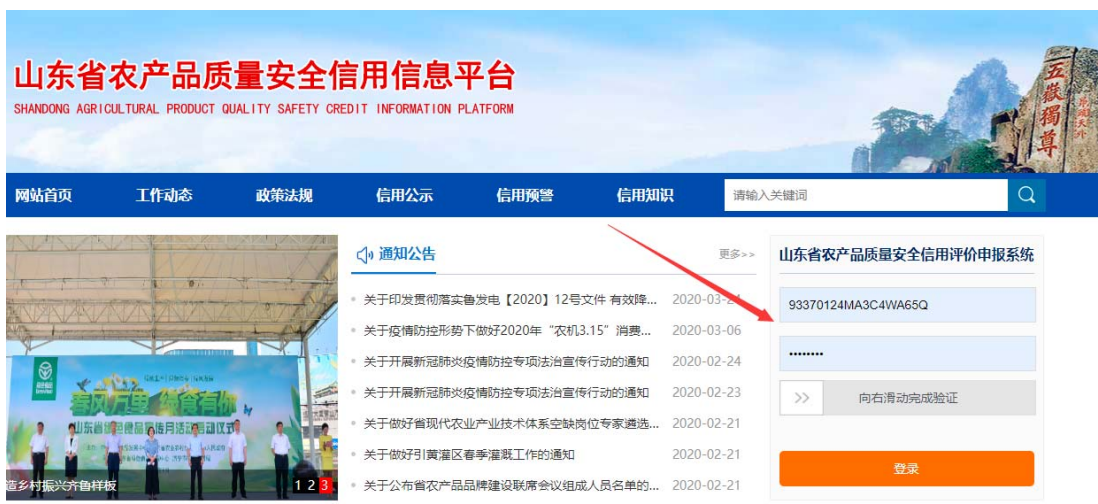 山东省农产品质量安全信用信息平台
SHANDONG AGRICULTURAL PRODUCT QUALITY SAFETY CREDIT INFORMATION PLATFORM
五嶽獨尊
网站首页 工作动态 政策法规 信用公示 信用预警 信用知识 请输入关键词
通知公告 更多>>
关于印发贯彻落实鲁发电【2020】12号文件 有效降... 2020-03-24
关于疫情防控形势下做好2020年“农机3.15”消费... 2020-03-06
关于开展新冠肺炎疫情防控专项法治宣传行动的通知 2020-02-24
关于开展新冠肺炎疫情防控专项法治宣传行动的通知 2020-02-23
关于做好省现代农业产业技术体系空缺岗位专家遴选... 2020-02-21
关于做好引黄灌区春季灌溉工作的通知 2020-02-21
关于公布省农产品品牌建设联席会议组成人员名单的... 2020-02-21
春风万里 绿食有你
造乡村振兴齐鲁样板 1 2 3
山东省农产品质量安全信用评价申报系统
93370124MA3C4WA65Q
••••••••
>> 向右滑动完成验证
登录